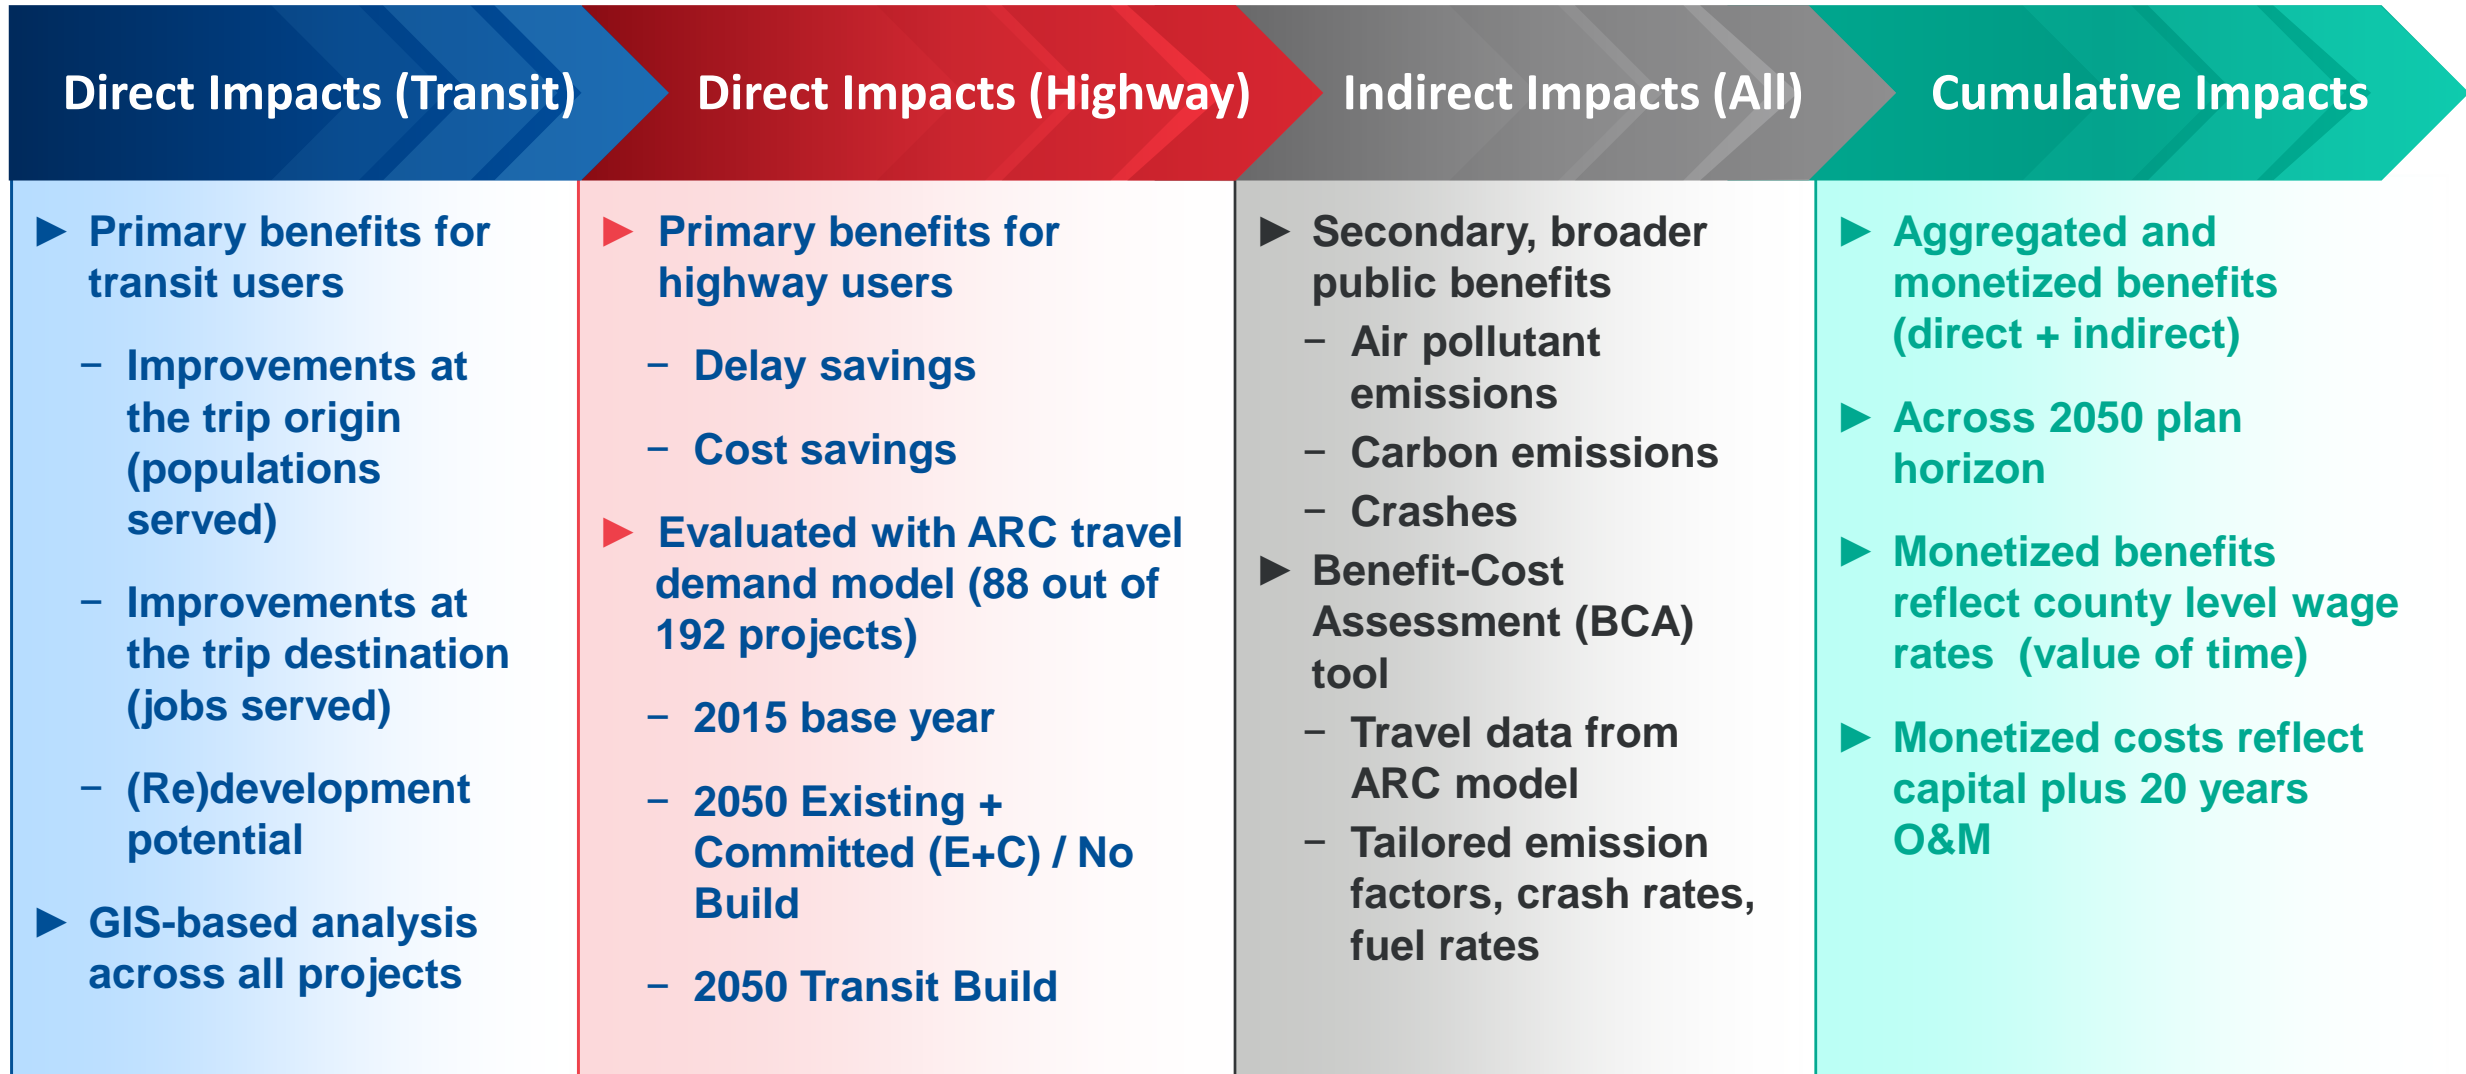 Direct Impacts (Transit)
► Primary benefits for
transit users
– Improvements at
the trip origin
(populations
served)
– Improvements at
the trip destination
(jobs served)
– (Re)development
potential
► GIS-based analysis
across all projects
Direct Impacts (Highway)
► Primary benefits for
highway users
– Delay savings
– Cost savings
► Evaluated with ARC travel
demand model (88 out of
192 projects)
– 2015 base year
– 2050 Existing +
Committed (E+C) / No
Build
– 2050 Transit Build
Indirect Impacts (All)
► Secondary, broader
public benefits
– Air pollutant
emissions
– Carbon emissions
– Crashes
► Benefit-Cost
Assessment (BCA)
tool
– Travel data from
ARC model
– Tailored emission
factors, crash rates,
fuel rates
Cumulative Impacts
► Aggregated and
monetized benefits
(direct + indirect)
► Across 2050 plan
horizon
► Monetized benefits
reflect county level wage
rates  (value of time)
► Monetized costs reflect
capital plus 20 years
O&M